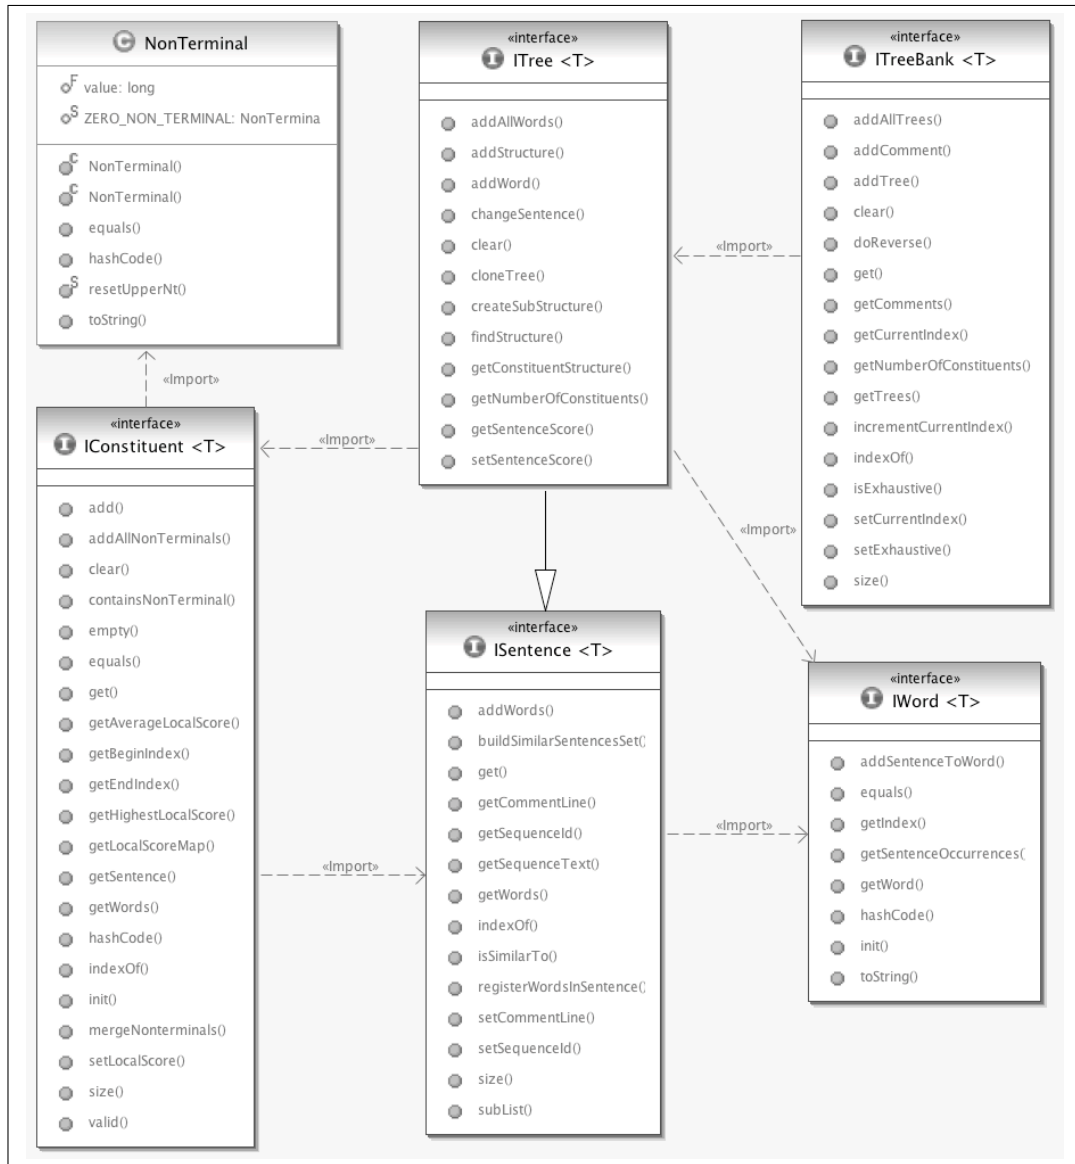 NonTerminal
value: long
ZERO_NON_TERMINAL: NonTermina
NonTerminal()
NonTerminal()
equals()
hashCode()
resetUpperNt()
toString()
«interface»
ITree <T>
addAllWords()
addStructure()
addWord()
changeSentence()
clear()
cloneTree()
createSubStructure()
findStructure()
getConstituentStructure()
getNumberOfConstituents()
getSentenceScore()
setSentenceScore()
«interface»
ITreeBank <T>
addAllTrees()
addComment()
addTree()
clear()
doReverse()
get()
getComments()
getCurrentIndex()
getNumberOfConstituents()
getTrees()
incrementCurrentIndex()
indexOf()
isExhaustive()
setCurrentIndex()
setExhaustive()
size()
«Import»
«Import»
«Import»
«Import»
«interface»
IConstituent <T>
add()
addAllNonTerminals()
clear()
containsNonTerminal()
empty()
equals()
get()
getAverageLocalScore()
getBeginIndex()
getEndIndex()
getHighestLocalScore()
getLocalScoreMap()
getSentence()
getWords()
hashCode()
indexOf()
init()
mergeNonterminals()
setLocalScore()
size()
valid()
«Import»
«interface»
ISentence <T>
addWords()
buildSimilarSentencesSet(
get()
getCommentLine()
getSequenceId()
getSequenceText()
getWords()
indexOf()
isSimilarTo()
registerWordsInSentence(
setCommentLine()
setSequenceId()
size()
subList()
«Import»
«interface»
IWord <T>
addSentenceToWord()
equals()
getIndex()
getSentenceOccurrences(
getWord()
hashCode()
init()
toString()